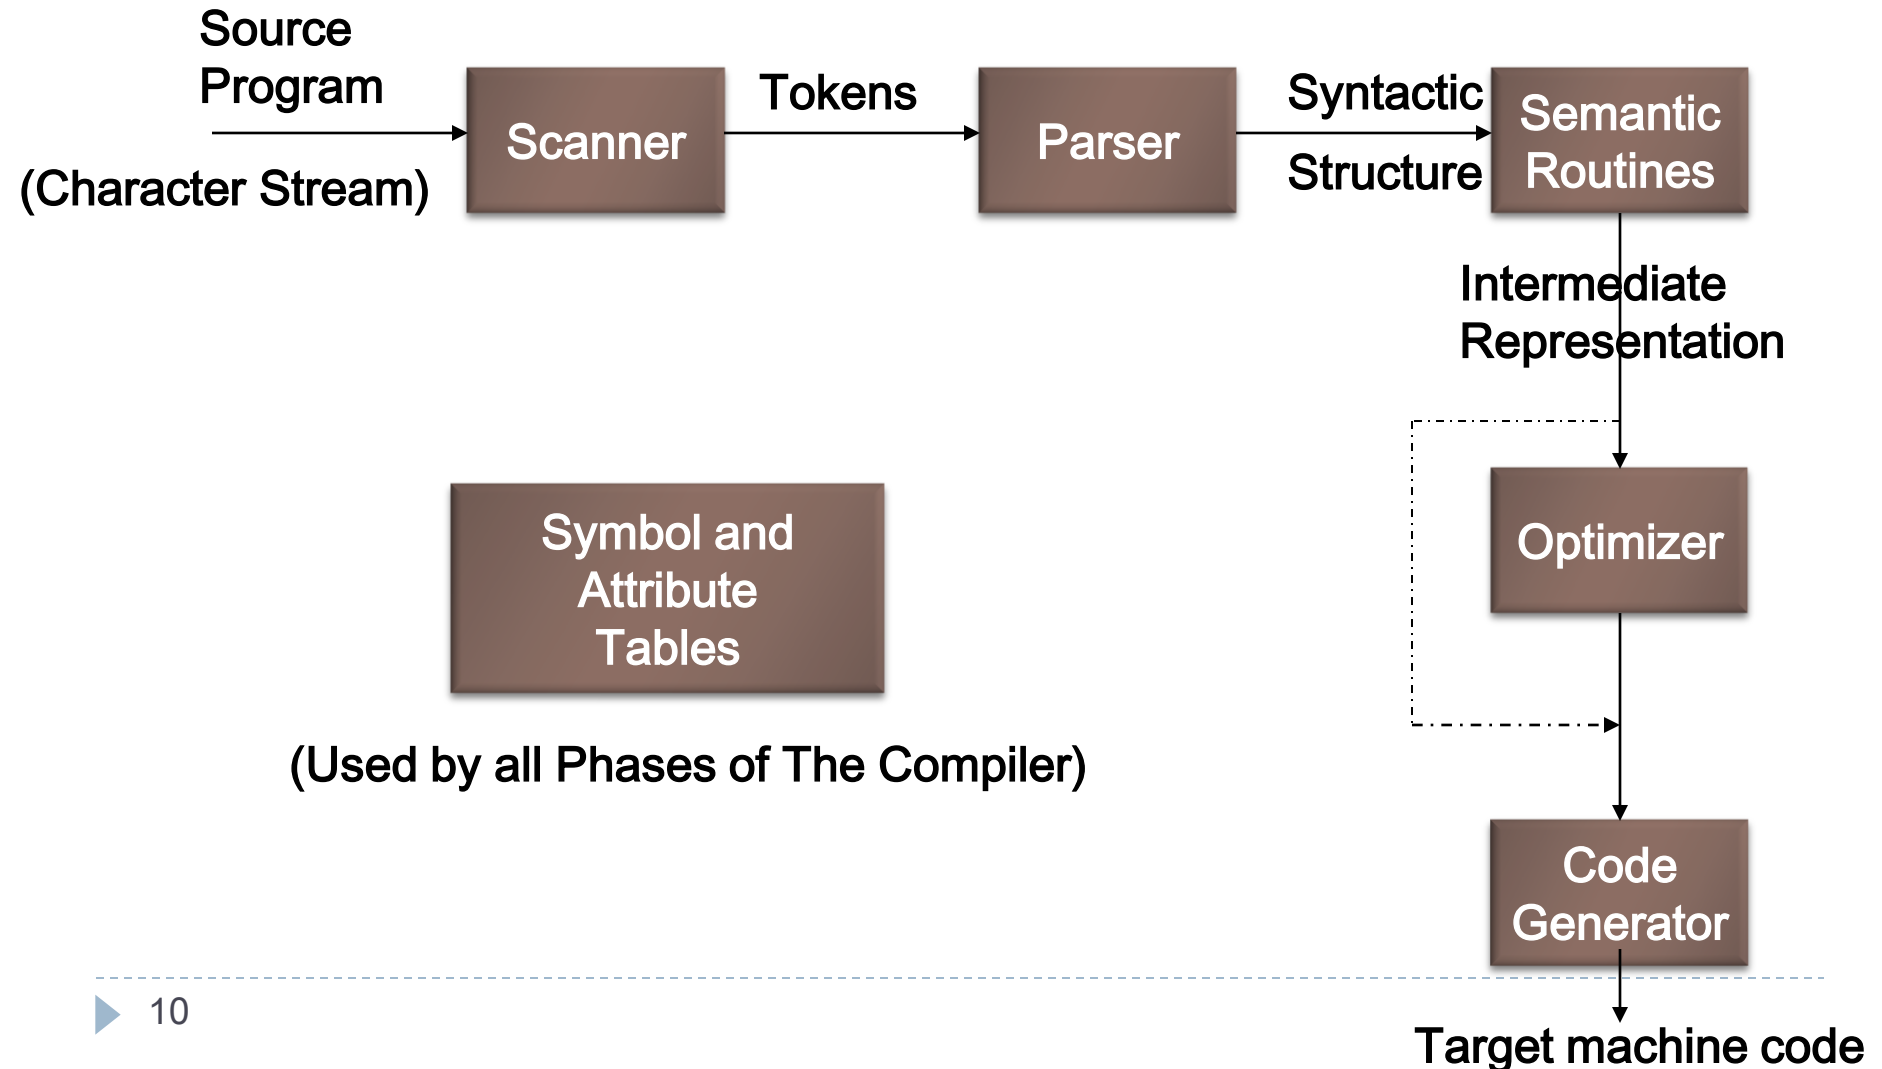 Source
Program
(Character Stream)
Scanner
Tokens
Parser
Syntactic
Structure
Semantic
Routines
Intermediate
Representation
Optimizer
Symbol and
Attribute
Tables
(Used by all Phases of The Compiler)
Code
Generator
10
Target machine code